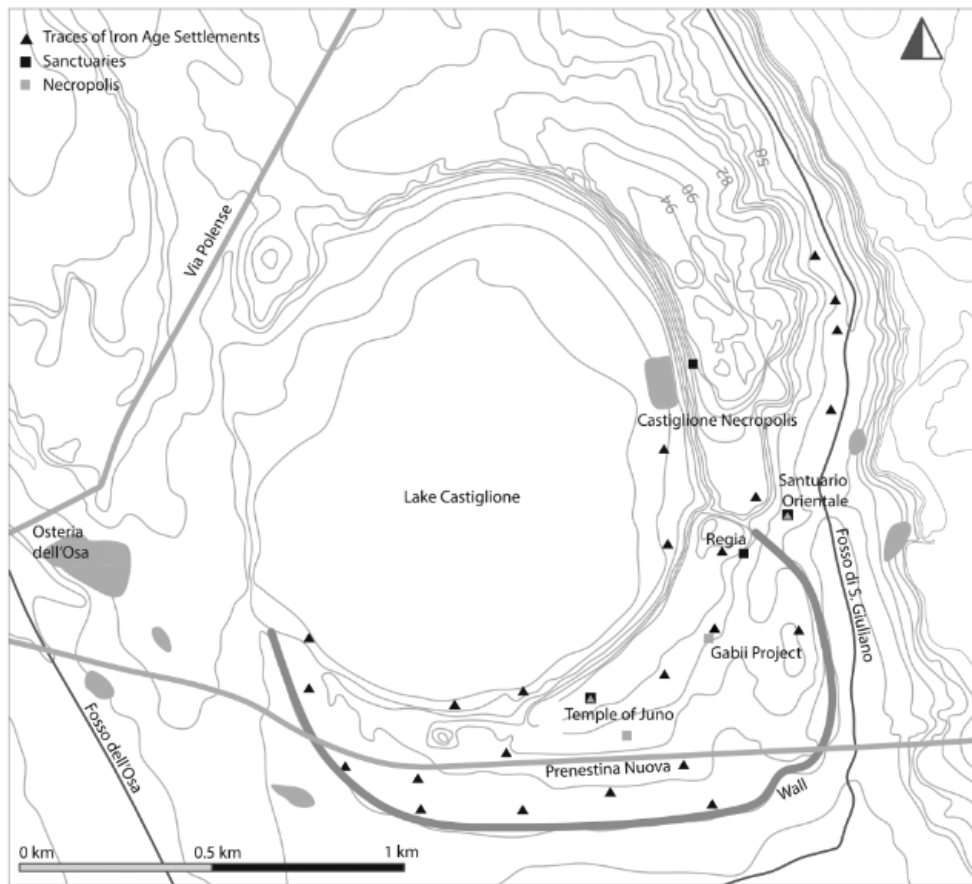 Traces of Iron Age Settlements
Sanctuaries
Necropolis
58
82
90
94
Via Polense
Castiglione Necropolis
Lake Castiglione
Santuario
Orientale
Osteria
dell'Osa
Regia
Fosso di S. Giuliano
Gabii Project
Temple of Juno
Fosso dell'Osa
Prenestina Nuova
Wall
0 km
0.5 km
1 km